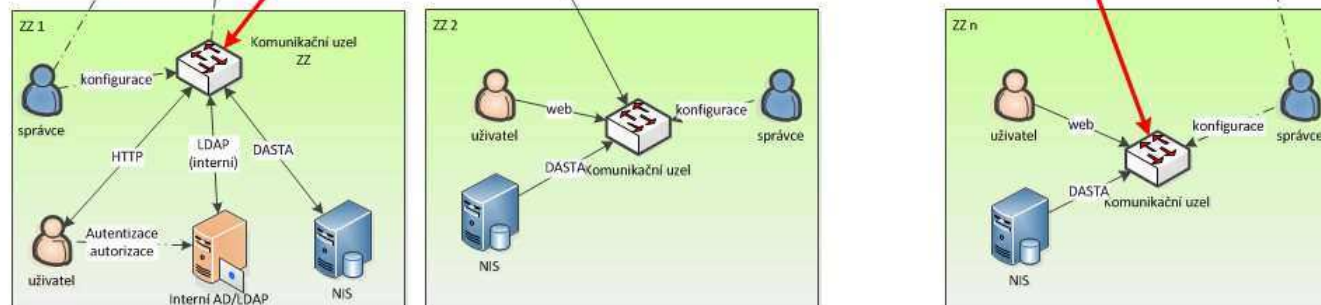 ZZ 1
Komunikační uzel
ZZ
konfigurace
správce
HTTP
LDAP
(interní)
DASTA
Autentizace
autorizace
uživatel
Interní AD/LDAP
NIS
ZZ 2
uživatel
web
konfigurace
správce
DASTA
Komunikační uzel
NIS
ZZ n
uživatel
web
konfigurace
správce
DASTA
Komunikační uzel
NIS